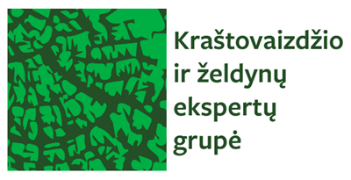 Kraštovaizdžio
ir želdynų
ekspertų
grupė